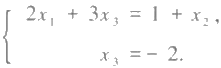 2x₁ + 3x₃ = 1 + x₂,
x₃ = − 2.